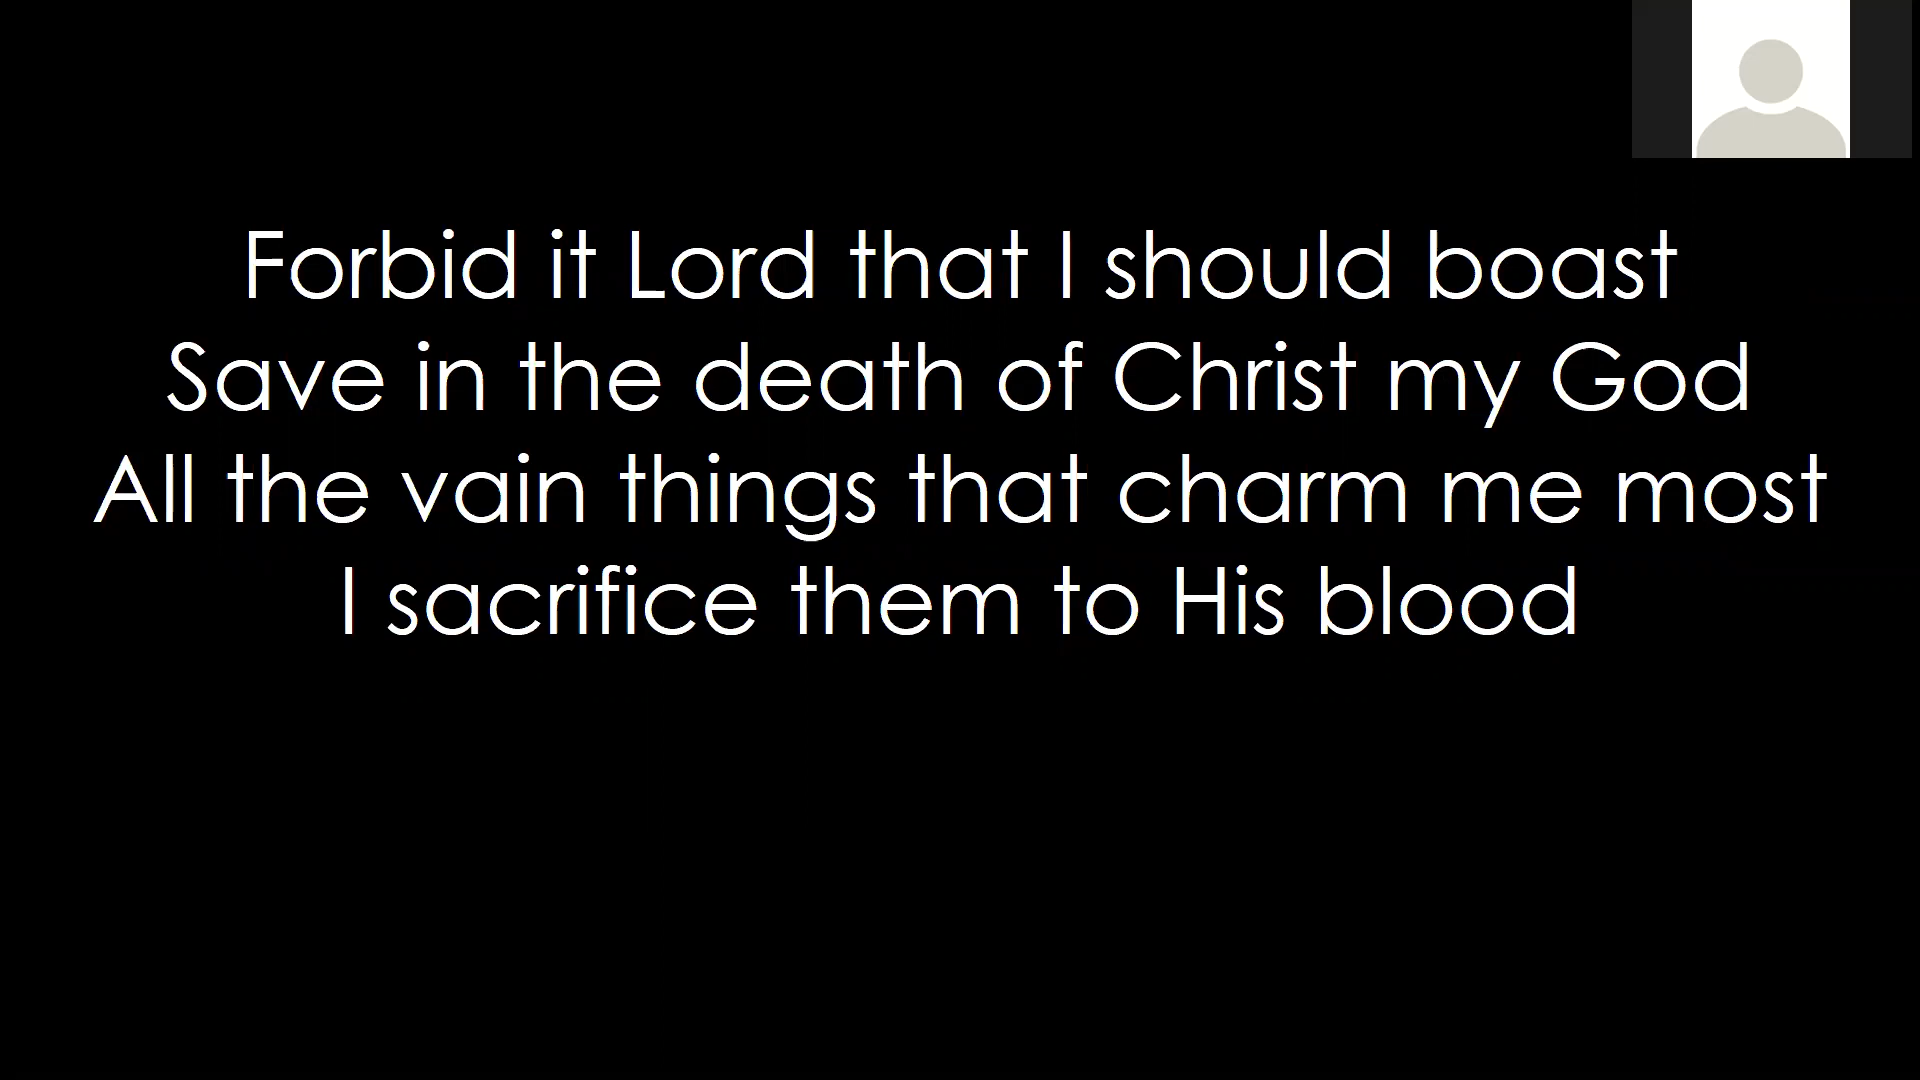 Forbid it Lord that I should boast
Save in the death of Christ my God
All the vain things that charm me most
I sacrifice them to His blood